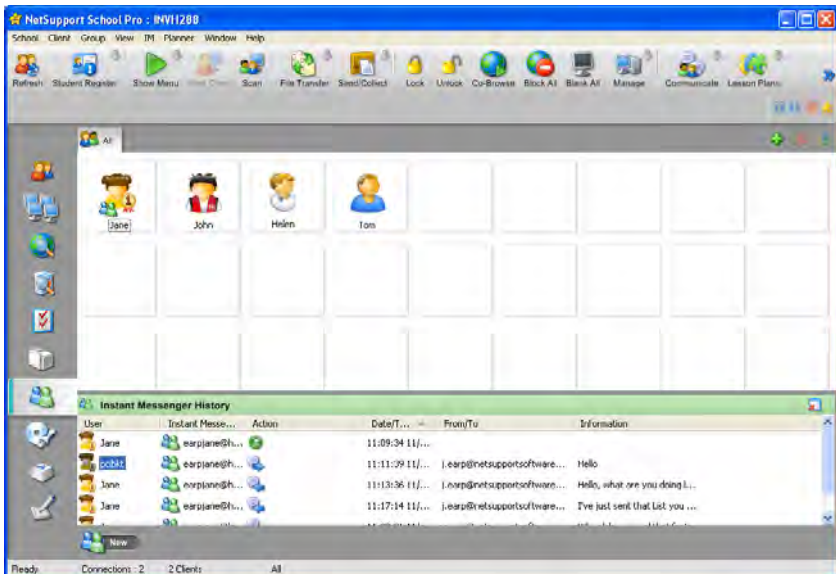 NetSupport School Pro : INVH288
School Client Group View IM Planner Window Help
Refresh Student Register Show Menu Scan File Transfer Send/Collect Lock Unlock Co-Browse Block All Blank All Manage Communicate Lesson Plans
All
Jane John Helen Tom
Instant Messenger History
User Instant Messe... Action Date/T... From/To Information
Jane earpjane@h... 11:09:34 11/...
earpjane@h... 11:11:39 11/... j.earp@netsupportsoftware... Hello
Jane earpjane@h... 11:13:36 11/... j.earp@netsupportsoftware... Hello, what are you doing l...
Jane earpjane@h... 11:17:14 11/... j.earp@netsupportsoftware... I've just sent that list you ...
New
Ready Connections : 2 2 Clients All